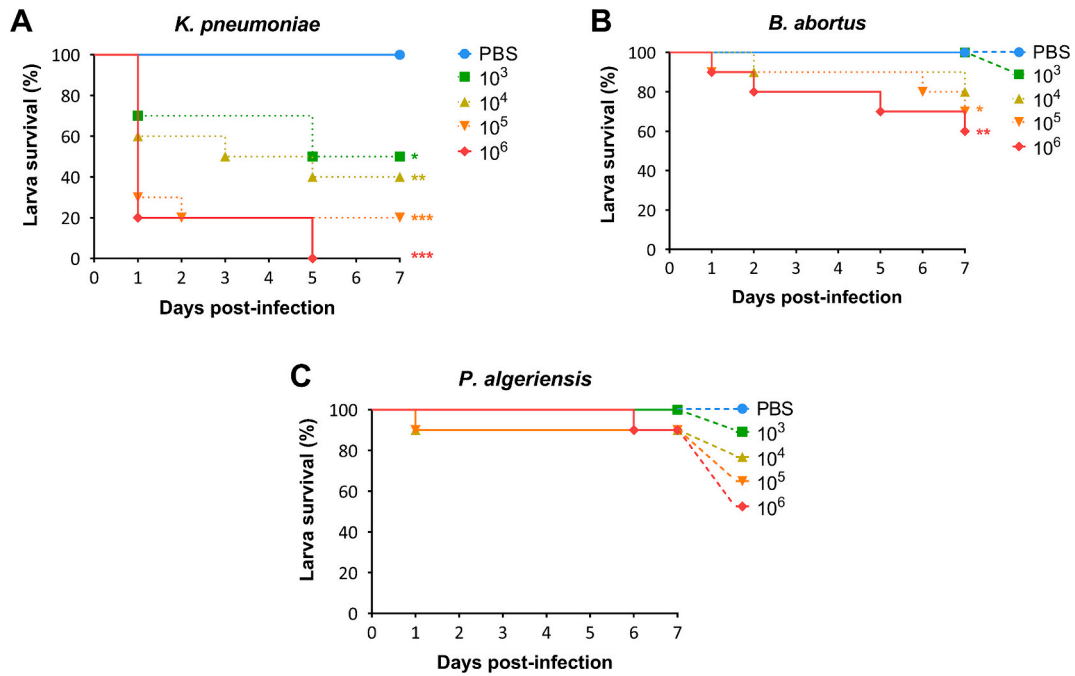 A
K. pneumoniae
Larva survival (%)
100
80
60
40
20
0
0 1 2 3 4 5 6 7
Days post-infection
PBS
10³
10⁴
10⁵
10⁶
*
**
***
***
B
B. abortus
Larva survival (%)
100
80
60
40
20
0
0 1 2 3 4 5 6 7
Days post-infection
PBS
10³
10⁴
10⁵
10⁶
*
**
C
P. algeriensis
Larva survival (%)
100
80
60
40
20
0
0 1 2 3 4 5 6 7
Days post-infection
PBS
10³
10⁴
10⁵
10⁶